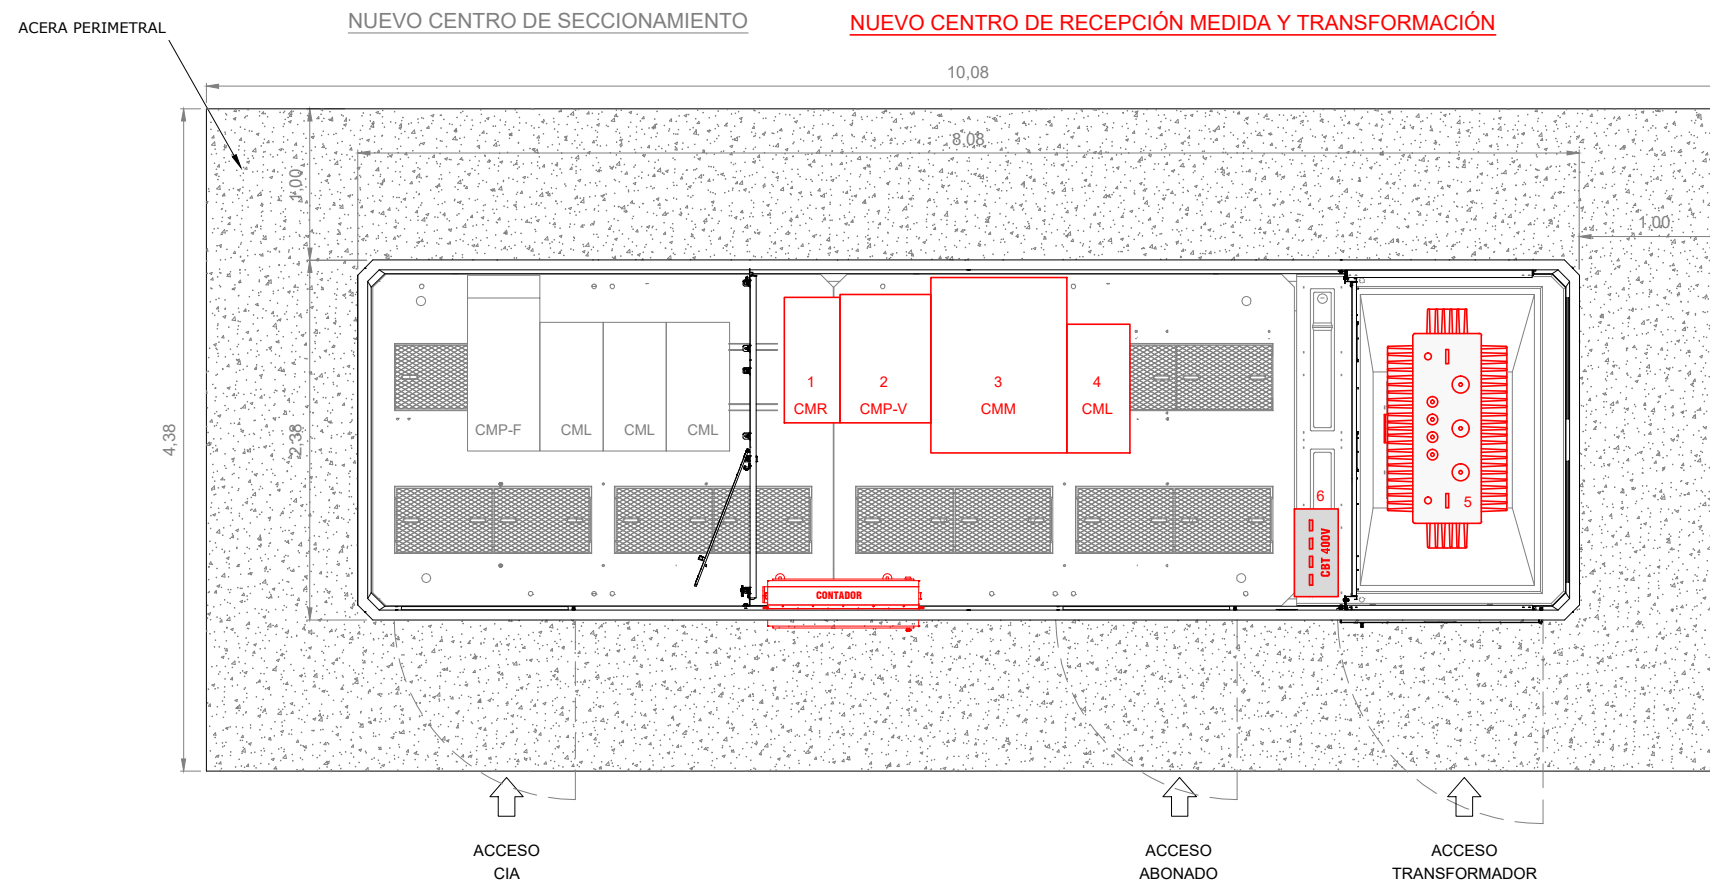 ACERA PERIMETRAL
NUEVO CENTRO DE SECCIONAMIENTO
NUEVO CENTRO DE RECEPCIÓN MEDIDA Y TRANSFORMACIÓN
10,08
8,08
1,00
1,00
4,38
2,38
CMP-F
CML
CML
CML
1
CMR
2
CMP-V
3
CMM
4
CML
5
6
CBT 400V
CONTADOR
ACCESO
CIA
ACCESO
ABONADO
ACCESO
TRANSFORMADOR